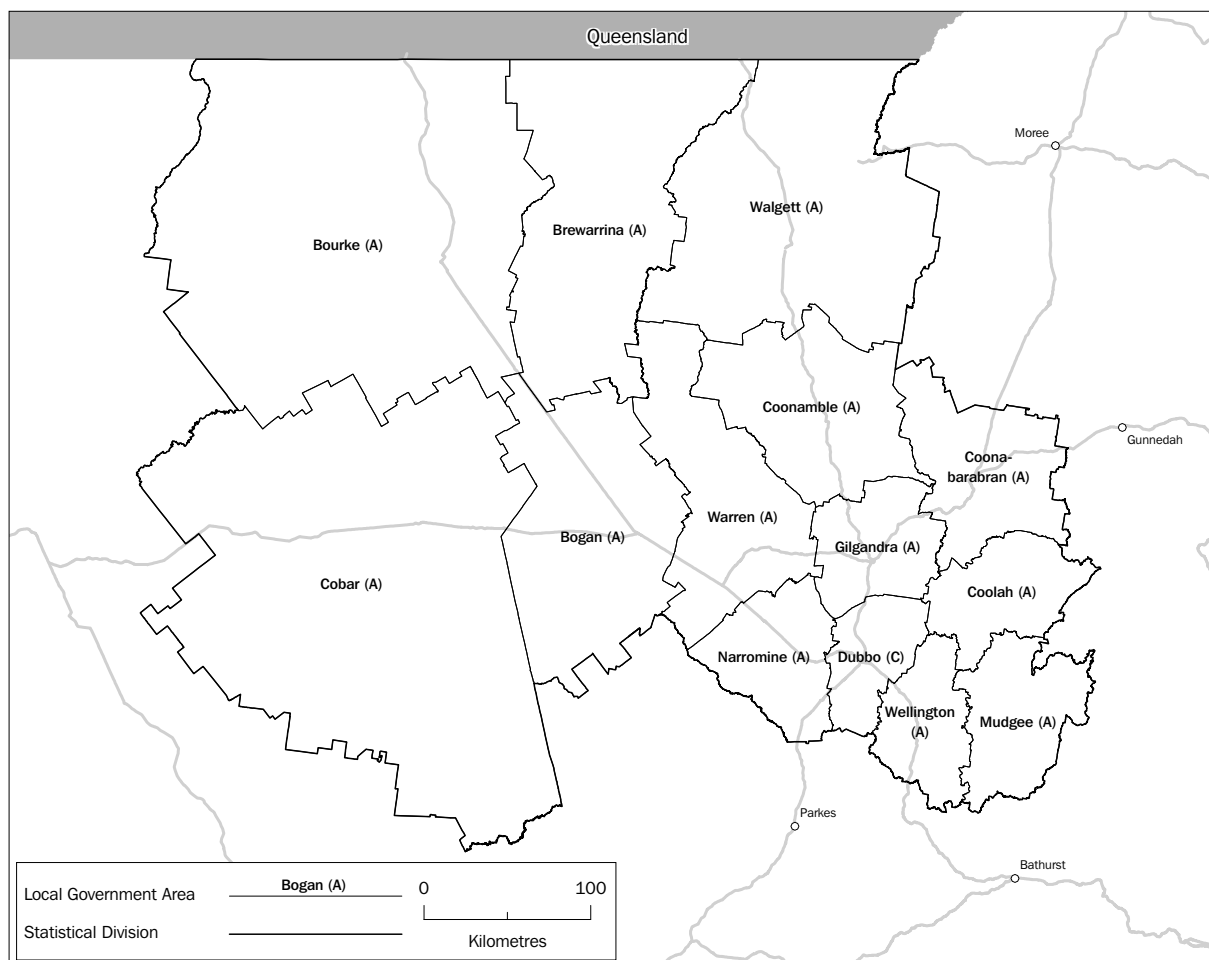 Queensland
Moree
Walgett (A)
Brewarrina (A)
Bourke (A)
Coonamble (A)
Gunnedah
Coona-
barabran (A)
Warren (A)
Bogan (A)
Gilgandra (A)
Cobar (A)
Coolah (A)
Narromine (A)
Dubbo (C)
Wellington
(A)
Mudgee (A)
Parkes
Bathurst
Local Government Area
Bogan (A)
0
100
Statistical Division
Kilometres